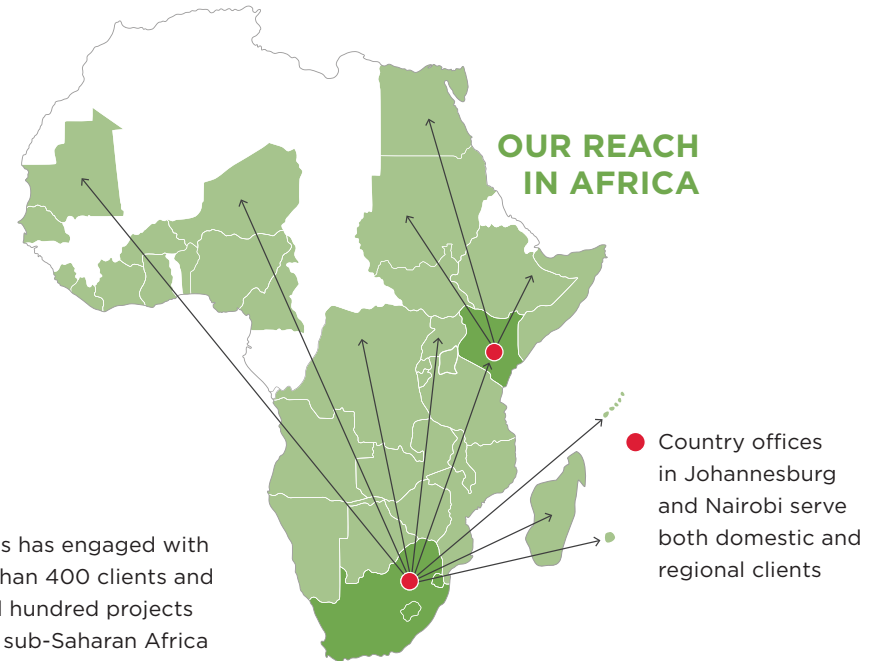 OUR REACH
IN AFRICA
Country offices
in Johannesburg
and Nairobi serve
both domestic and
regional clients
s has engaged with
than 400 clients and
hundred projects
sub-Saharan Africa